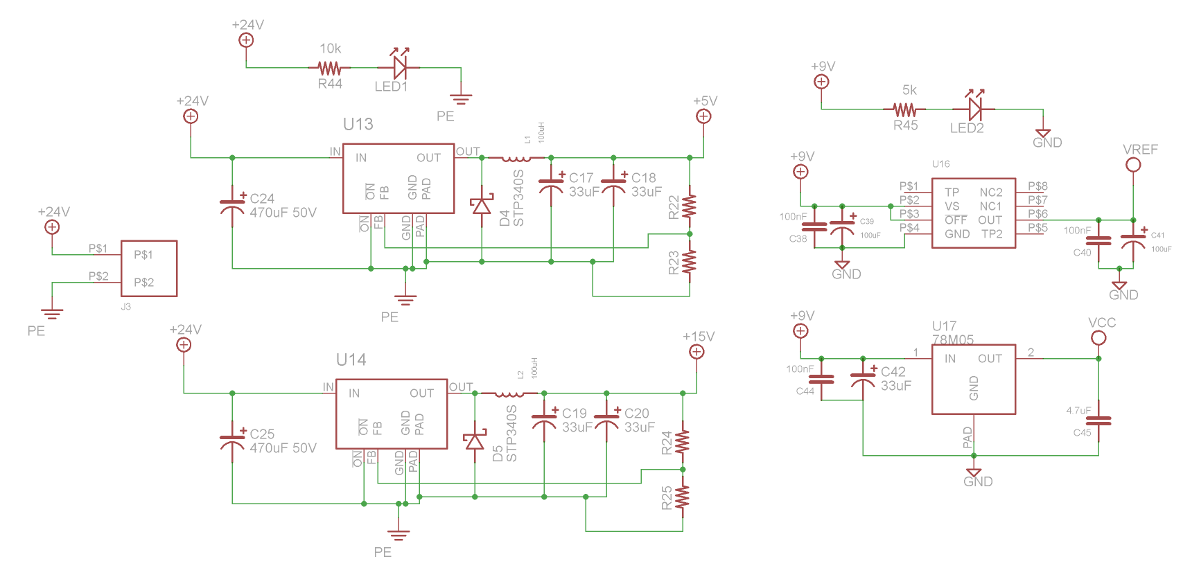 +24V
10k
R44
LED1
PE
+24V
U13
IN
IN
OUT
OUT
ON
FB
GND
PAD
ON
FB
GND
PAD
C24
470uF 50V
D4
STP340S
L1
100uH
C17
33uF
C18
33uF
+5V
R22
R23
PE
+24V
P$1
P$1
P$2
P$2
J3
PE
+24V
U14
IN
IN
OUT
OUT
ON
FB
GND
PAD
ON
FB
GND
PAD
C25
470uF 50V
D5
STP340S
L2
100uH
C19
33uF
C20
33uF
+15V
R24
R25
PE
+9V
5k
R45
LED2
GND
+9V
U16
P$1
P$2
P$3
P$4
TP
VS
OFF
GND
NC2
NC1
OUT
TP2
P$8
P$7
P$6
P$5
VREF
100nF
C38
C39
100uF
GND
100nF
C40
C41
100uF
GND
+9V
U17
78M05
1
IN
OUT
2
GND
PAD
VCC
100nF
C44
C42
33uF
4.7uF
C45
GND